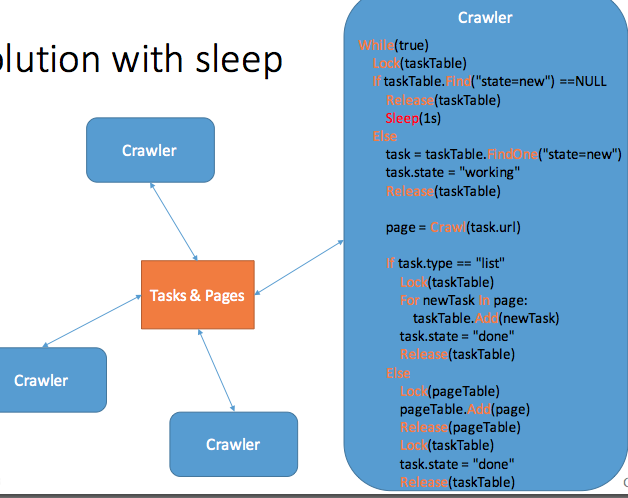 lution with sleep
Crawler
Crawler
Crawler
Tasks & Pages
Crawler
While(true)
Lock(taskTable)
If taskTable.Find("state=new") ==NULL
Release(taskTable)
Sleep(1s)
Else
task = taskTable.FindOne("state=new")
task.state = "working"
Release(taskTable)
page = Crawl(task.url)
If task.type == "list"
Lock(taskTable)
For newTask In page:
taskTable.Add(newTask)
task.state = "done"
Release(taskTable)
Else
Lock(pageTable)
pageTable.Add(page)
Release(pageTable)
Lock(taskTable)
task.state = "done"
Release(taskTable)
Crawler